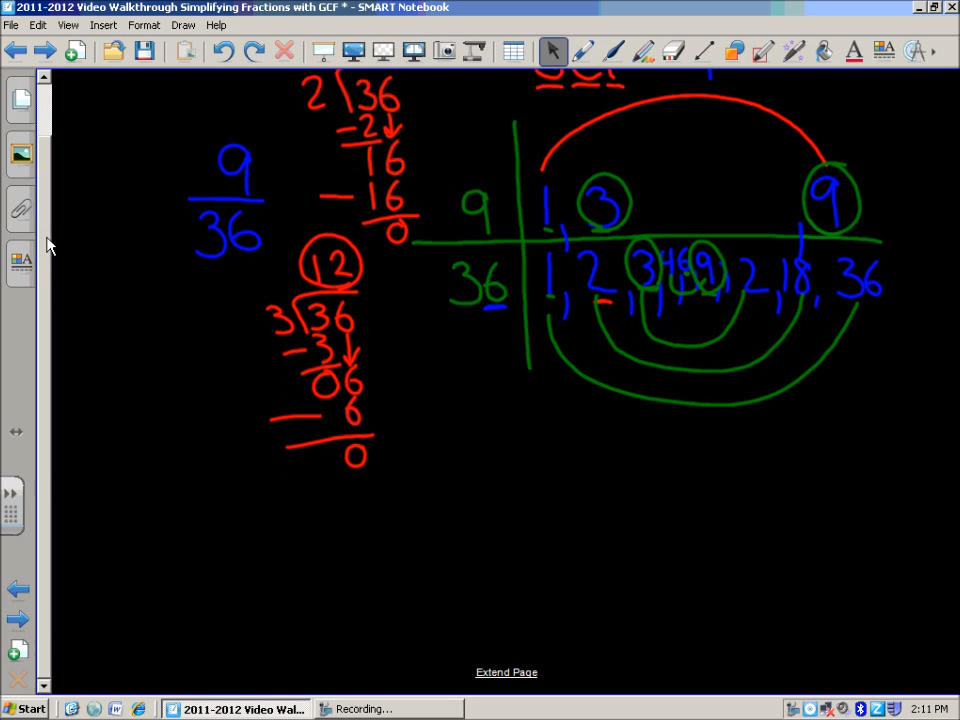 2011-2012 Video Walkthrough Simplifying Fractions with GCF * - SMART Notebook
File Edit View Insert Format Draw Help
2 36
- 2
16
- 16
0
9
36
12
3 36
- 3
06
- 6
0
9 1, 3, 9
36 1, 2, 3, 4, 6, 9, 12, 18, 36
Extend Page
Start 2011-2012 Video Wal... Recording... 2:11 PM